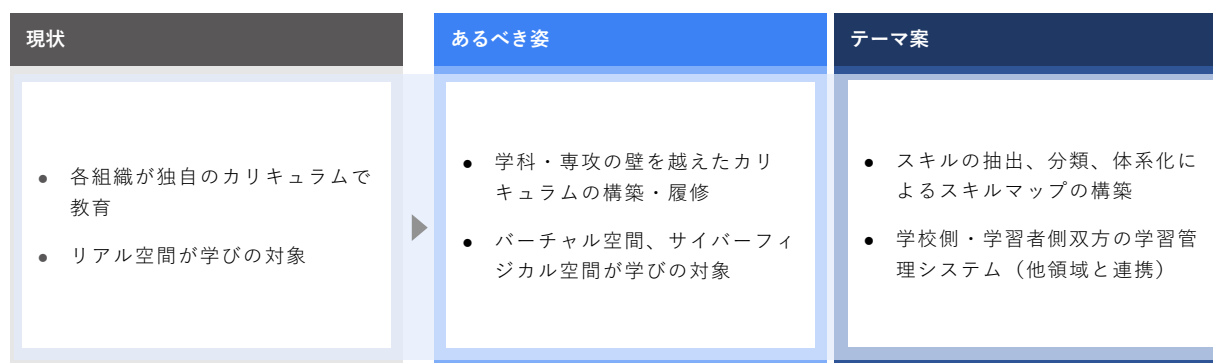 現状
各組織が独自のカリキュラムで
教育
リアル空間が学びの対象
あるべき姿
学科・専攻の壁を越えたカリ
キュラムの構築・履修
バーチャル空間、サイバーフィ
ジカル空間が学びの対象
テーマ案
スキルの抽出、分類、体系化に
よるスキルマップの構築
学校側・学習者側双方の学習管
理システム（他領域と連携）